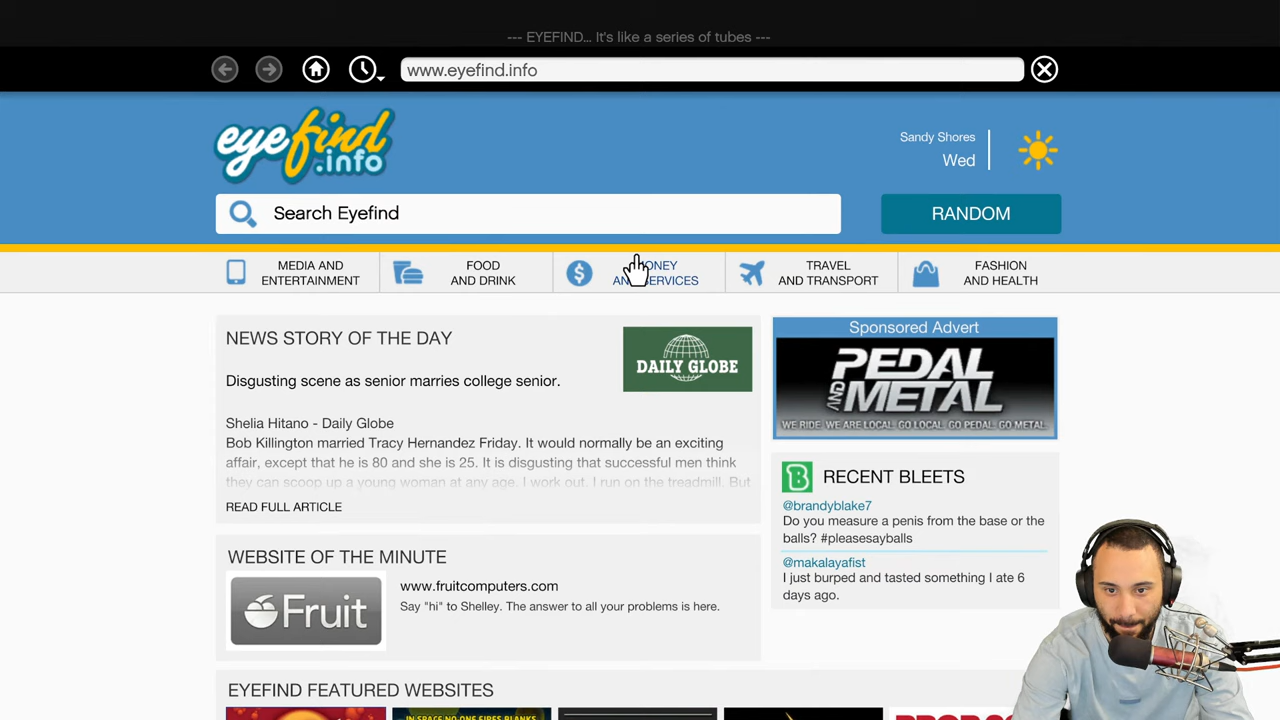 --- EYEFIND... It's like a series of tubes ---
www.eyefind.info
eyefind
.info
Sandy Shores
Wed
Search Eyefind
RANDOM
MEDIA AND
ENTERTAINMENT
FOOD
AND DRINK
ONEY
AN SERVICES
TRAVEL
AND TRANSPORT
FASHION
AND HEALTH
NEWS STORY OF THE DAY
DAILY GLOBE
Disgusting scene as senior marries college senior.
Shelia Hitano - Daily Globe
Bob Killington married Tracy Hernandez Friday. It would normally be an exciting
affair, except that he is 80 and she is 25. It is disgusting that successful men think
they can scoop up a young woman at any age. I work out. I run on the treadmill. But
READ FULL ARTICLE
Sponsored Advert
PEDAL
AND METAL
WE RIDE. WE ARE LOCAL. GO LOCAL. GO PEDAL. GO METAL.
RECENT BLEETS
@brandyblake7
Do you measure a penis from the base or the
balls? #pleasesayballs
@makalayafist
I just burped and tasted something I ate 6
days ago.
WEBSITE OF THE MINUTE
Fruit
www.fruitcomputers.com
Say "hi" to Shelley. The answer to all your problems is here.
EYEFIND FEATURED WEBSITES
IN SPACE NO ONE FIRES BLANKS